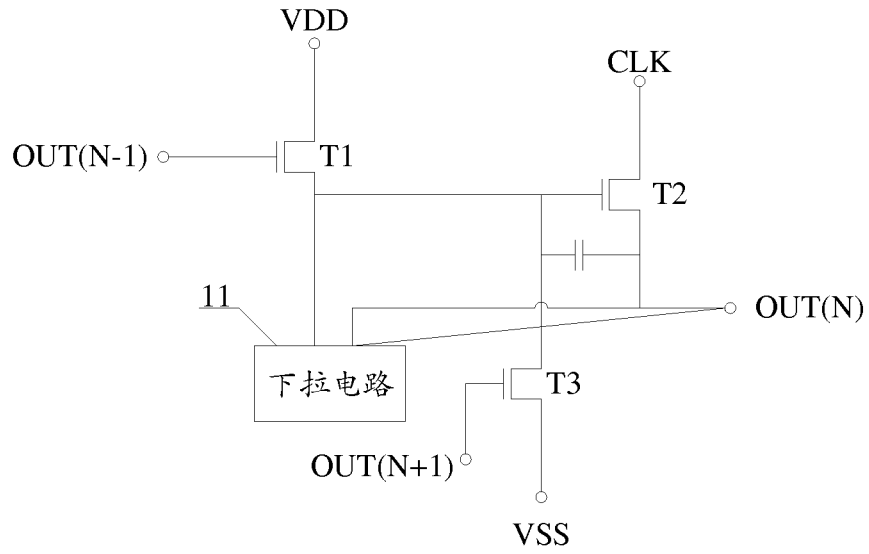 VDD
CLK
OUT(N-1)
T1
T2
11
OUT(N)
下拉电路
T3
OUT(N+1)
VSS